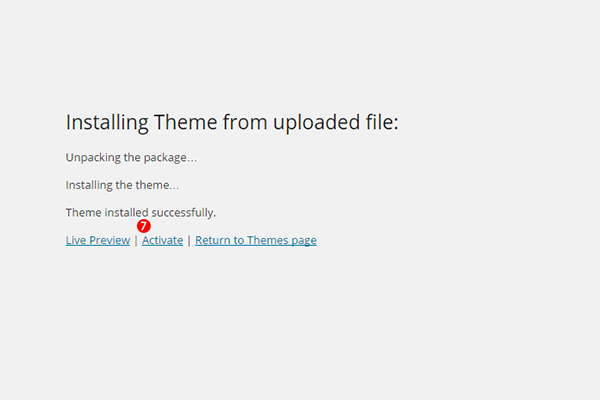 Installing Theme from uploaded file:
Unpacking the package...
Installing the theme...
Theme installed successfully.
7
Live Preview | Activate | Return to Themes page